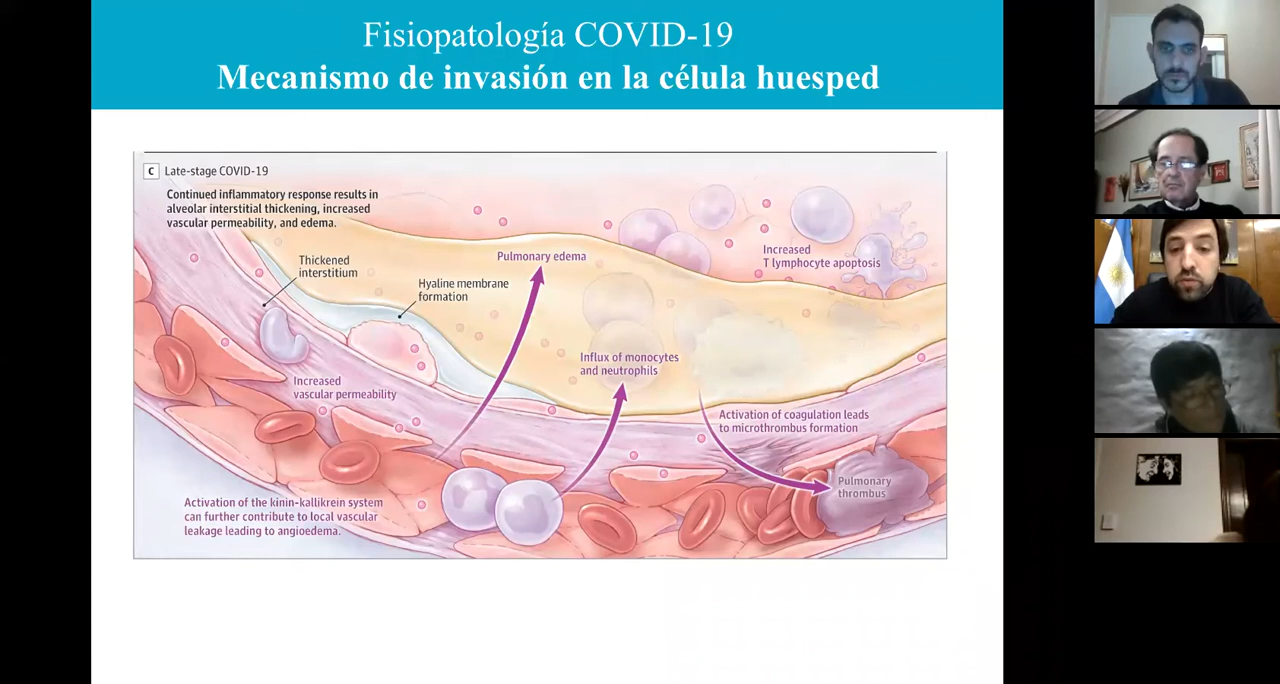 Fisiopatología COVID-19
Mecanismo de invasión en la célula huesped
C Late-stage COVID-19
Continued inflammatory response results in
alveolar interstitial thickening, increased
vascular permeability, and edema.
Thickened
interstitium
Hyaline membrane
formation
Pulmonary edema
Increased
T lymphocyte apoptosis
Influx of monocytes
and neutrophils
Increased
vascular permeability
Activation of coagulation leads
to microthrombus formation
Pulmonary
thrombus
Activation of the kinin-kallikrein system
can further contribute to local vascular
leakage leading to angioedema.